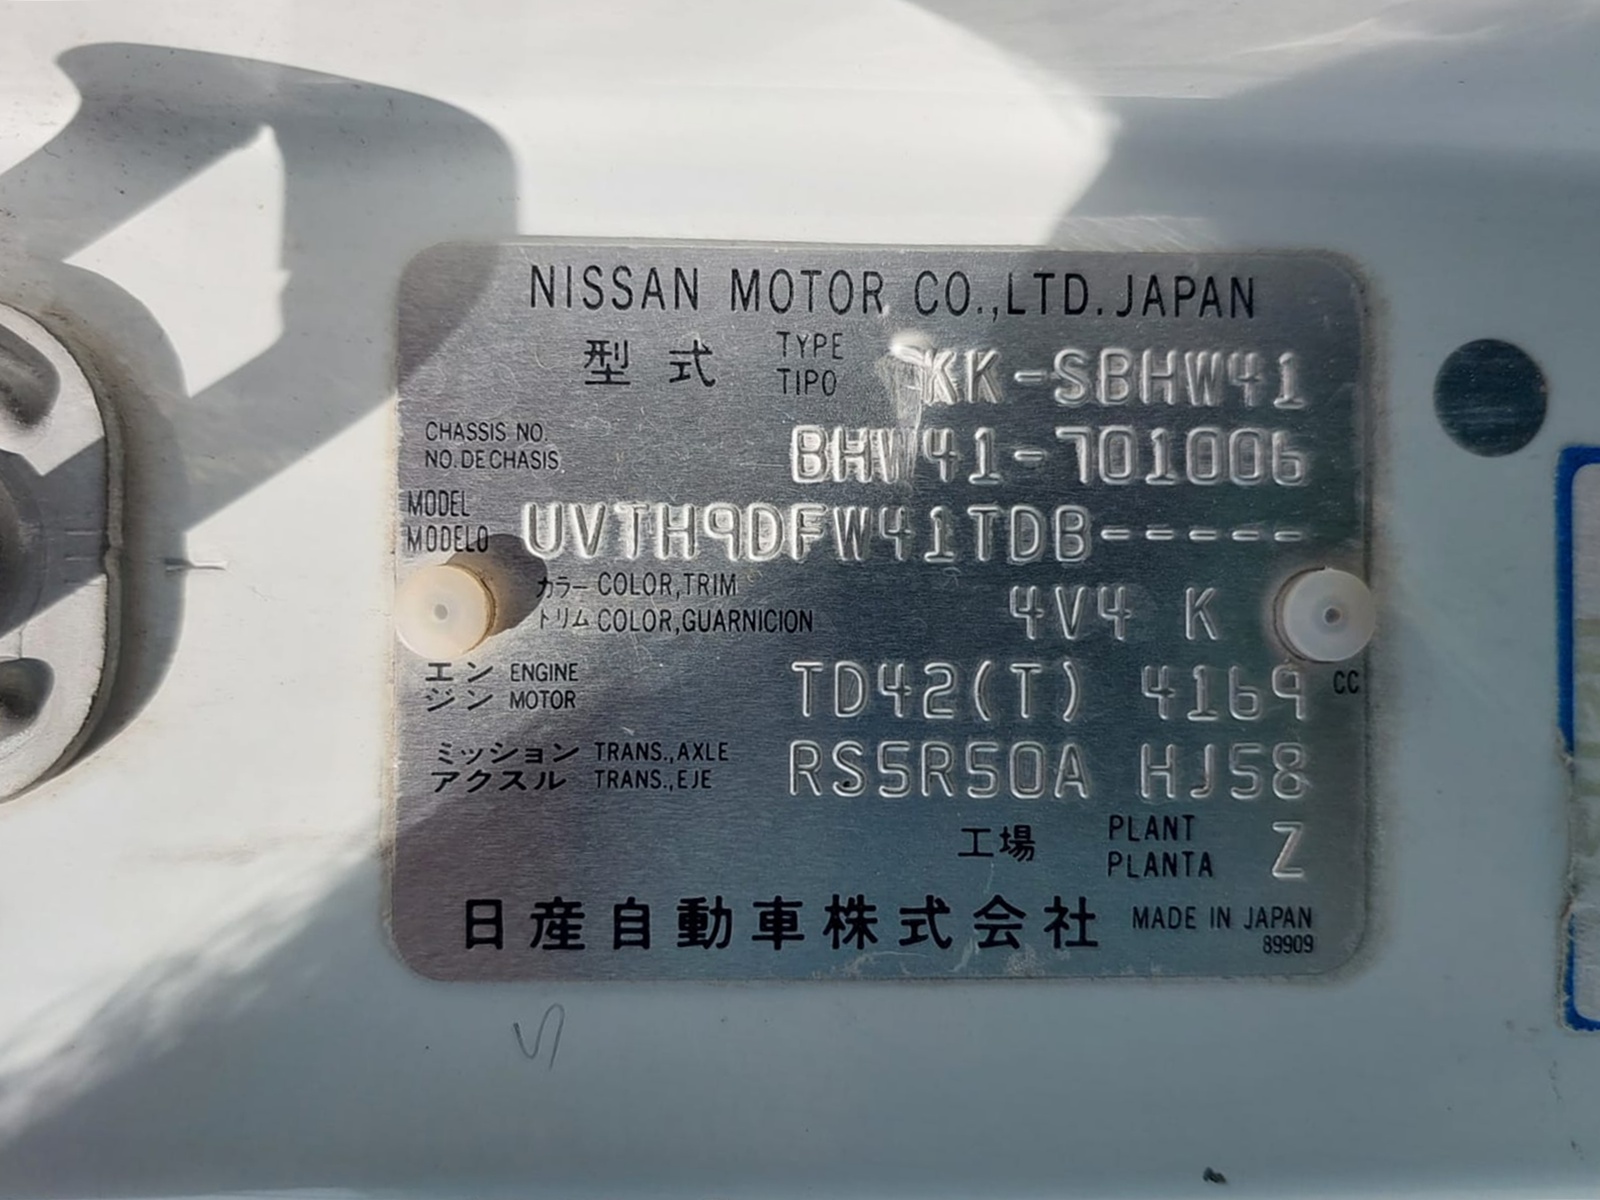 NISSAN MOTOR CO.,LTD. JAPAN
型式 TYPE TIPO KK-SBHW41
CHASSIS NO. NO. DE CHASIS BHW41-701006
MODEL MODELO UVTH9DFW41TDB-----
カラー COLOR,TRIM
トリム COLOR,GUARNICION 4V4 K
エンジン ENGINE MOTOR TD42(T) 4169 CC
ミッション TRANS.,AXLE
アクスル TRANS.,EJE RS5R50A HJ58
工場 PLANT PLANTA Z
日産自動車株式会社 MADE IN JAPAN
89909